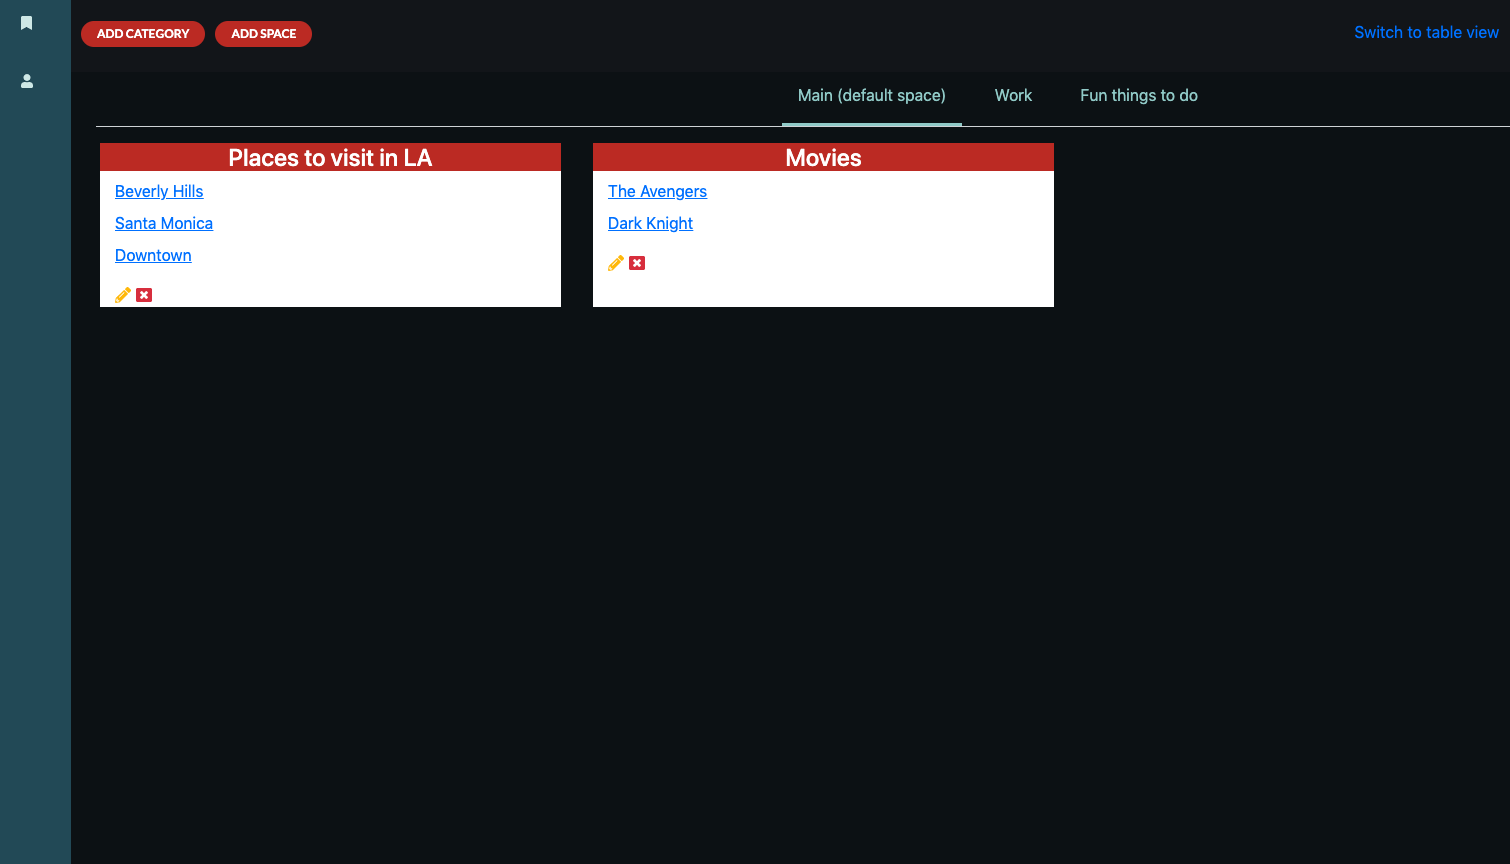 ADD CATEGORY
ADD SPACE
Switch to table view
Main (default space)
Work
Fun things to do
Places to visit in LA
Beverly Hills
Santa Monica
Downtown
Movies
The Avengers
Dark Knight